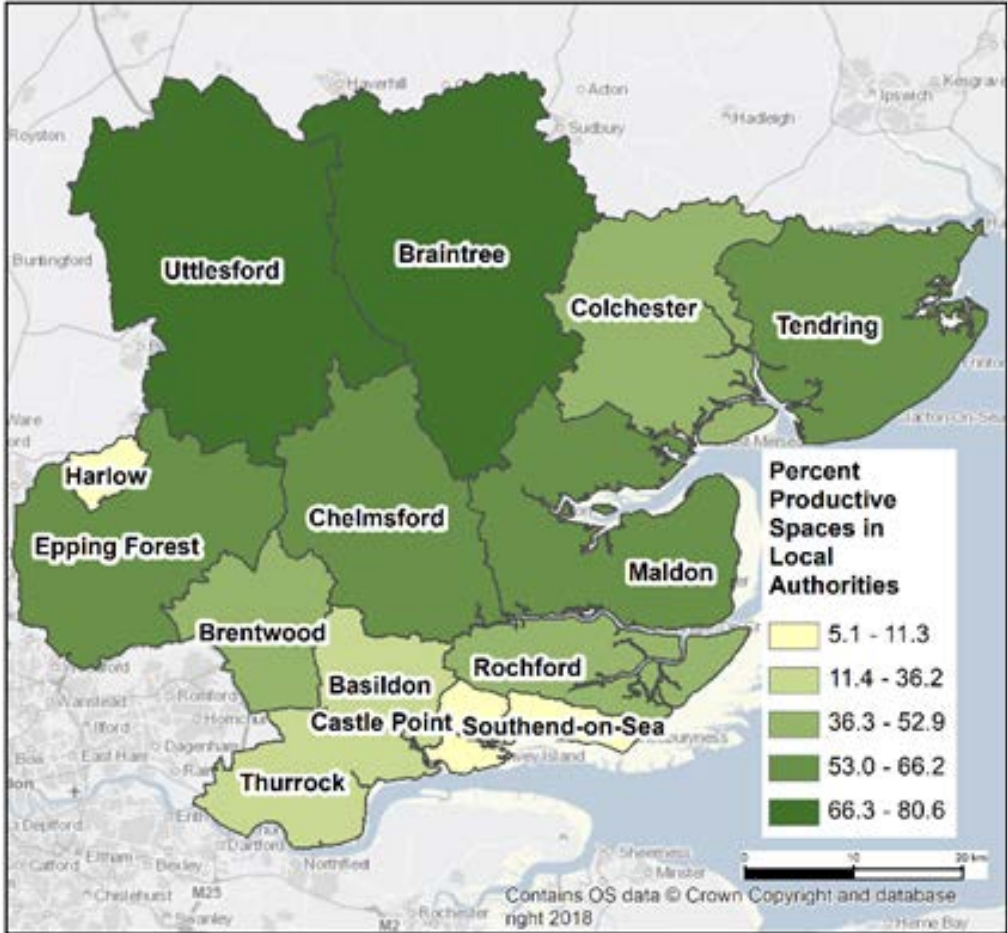 Haverhill
Acton
Kesgrave
Ipswich
Hadleigh
Royston
Sudbury
Buntingford
Uttlesford
Braintree
Colchester
Tendring
Ware
Harlow
Chelmsford
Epping Forest
Maldon
Brentwood
Rochford
Basildon
Castle Point
Southend-on-Sea
Thurrock
Percent
Productive
Spaces in
Local
Authorities
5.1 - 11.3
11.4 - 36.2
36.3 - 52.9
53.0 - 66.2
66.3 - 80.6
Wanstead
Romford
Ilford
Hornchur
Dagenham
East Ham
Deptford
Erith
Dartford
Eltham
Bexley
Northfleet
Catford
Chislehurst
M25
Swanley
M2
Rochester
Sheerness
Minster
Herne Bay
0
10
20 km
Contains OS data © Crown Copyright and database
right 2018